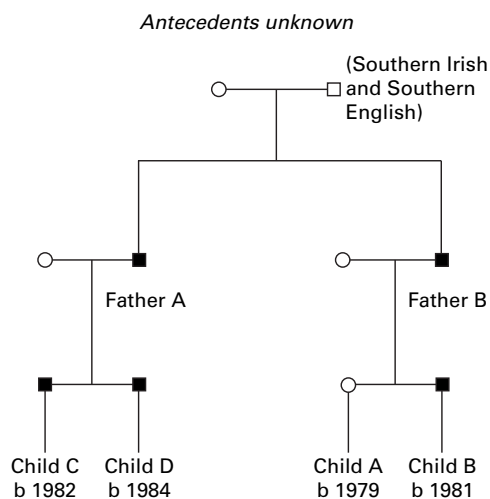 Antecedents unknown
(Southern Irish
and Southern
English)
Father A
Father B
Child C
b 1982
Child D
b 1984
Child A
b 1979
Child B
b 1981